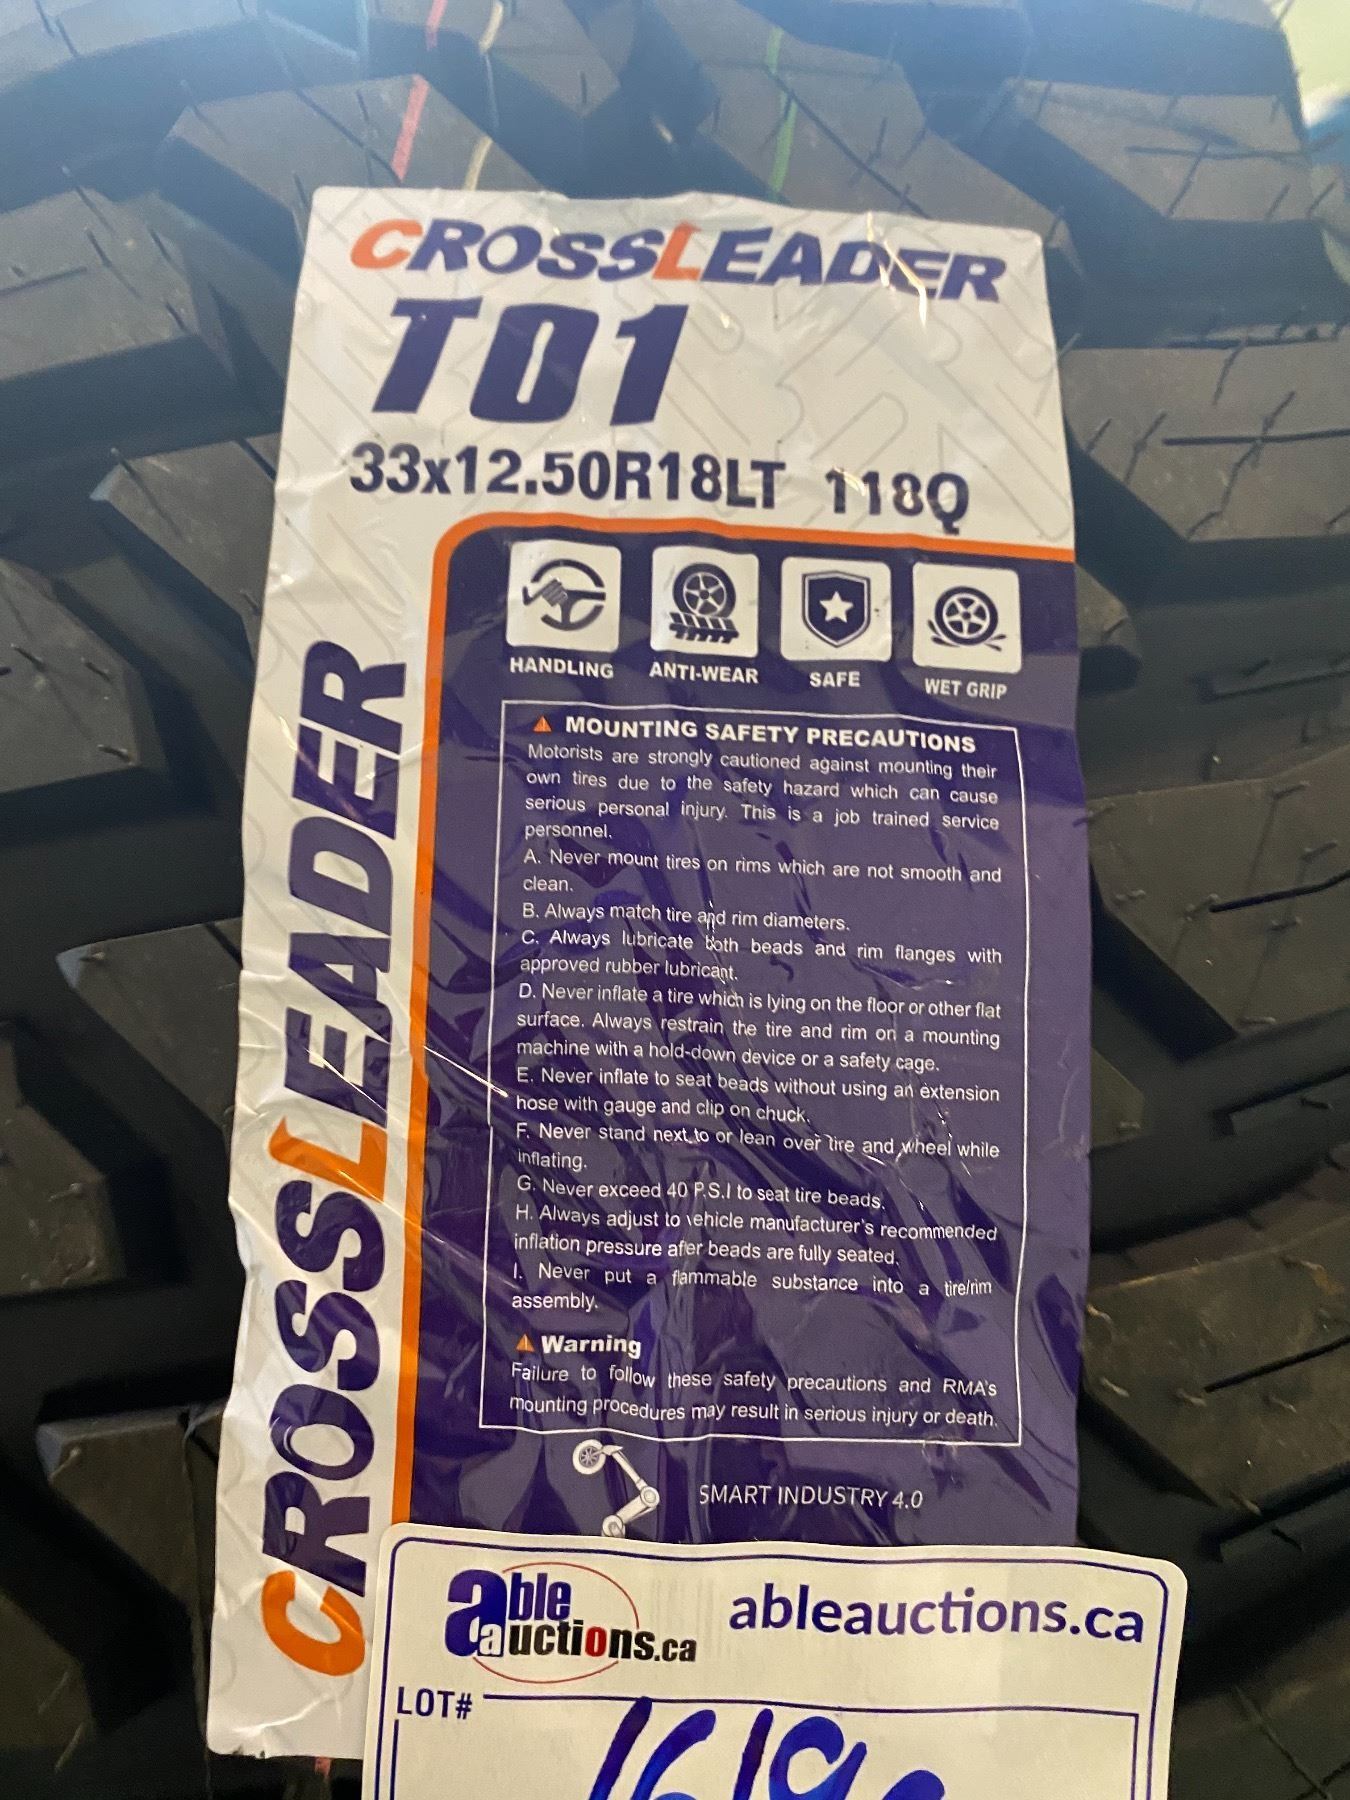 CROSSLEADER
T01
33x12.50R18LT 118Q
HANDLING ANTI-WEAR SAFE WET GRIP
MOUNTING SAFETY PRECAUTIONS
Motorists are strongly cautioned against mounting their
own tires due to the safety hazard which can cause
serious personal injury. This is a job trained service
personnel.
A. Never mount tires on rims which are not smooth and
clean.
B. Always match tire and rim diameters.
C. Always lubricate both beads and rim flanges with
approved rubber lubricant.
D. Never inflate a tire which is lying on the floor or other flat
surface. Always restrain the tire and rim on a mounting
machine with a hold-down device or a safety cage.
E. Never inflate to seat beads without using an extension
hose with gauge and clip on chuck.
F. Never stand next to or lean over tire and wheel while
inflating.
G. Never exceed 40 P.S.I to seat tire beads.
H. Always adjust to vehicle manufacturer's recommended
inflation pressure after beads are fully seated.
I. Never put a flammable substance into a tire/rim
assembly.
Warning
Failure to follow these safety precautions and RMA's
mounting procedures may result in serious injury or death.
SMART INDUSTRY 4.0
CROSSLEADER
able auctions.ca
ableauctions.ca
LOT#